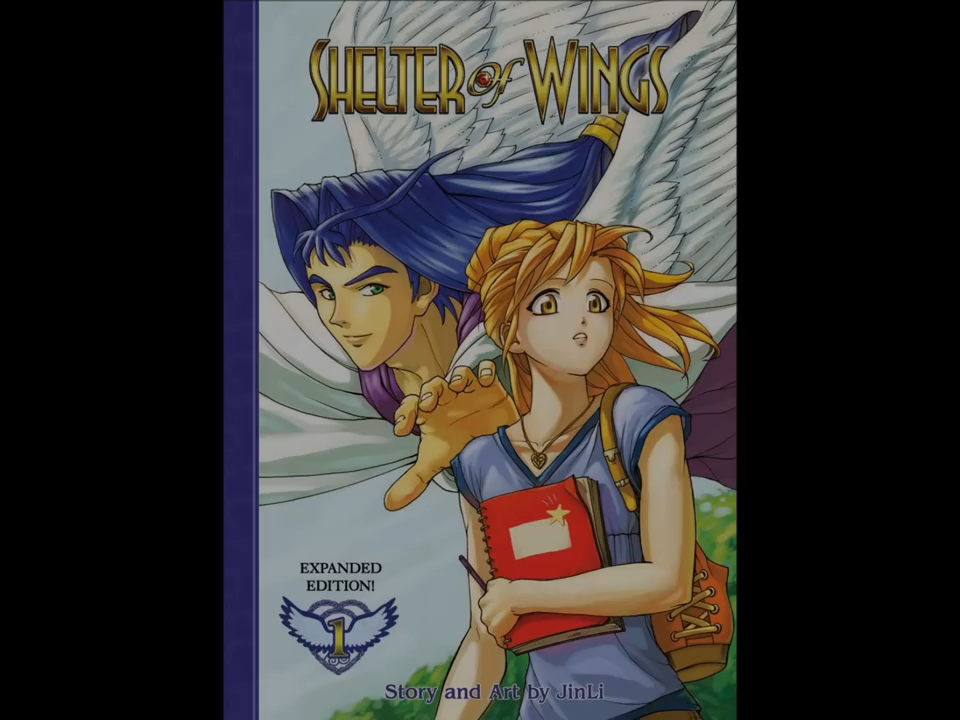 SHELTER OF WINGS
EXPANDED
EDITION!
1
Story and Art by JinLi